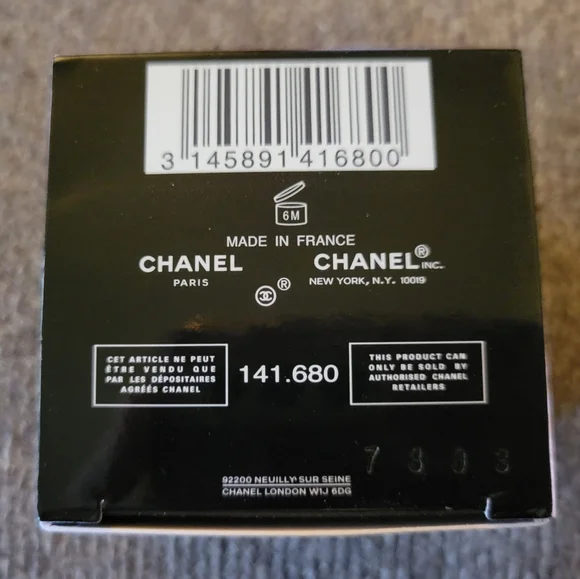 3 145891 416800
6M
MADE IN FRANCE
CHANEL
PARIS
CHANEL® INC.
NEW YORK, N.Y. 10019
®
CET ARTICLE NE PEUT
ÊTRE VENDU QUE
PAR LES DÉPOSITAIRES
AGRÉÉS CHANEL
141.680
THIS PRODUCT CAN
ONLY BE SOLD BY
AUTHORISED CHANEL
RETAILERS
7303
92200 NEUILLY SUR SEINE
CHANEL LONDON W1J 6DG